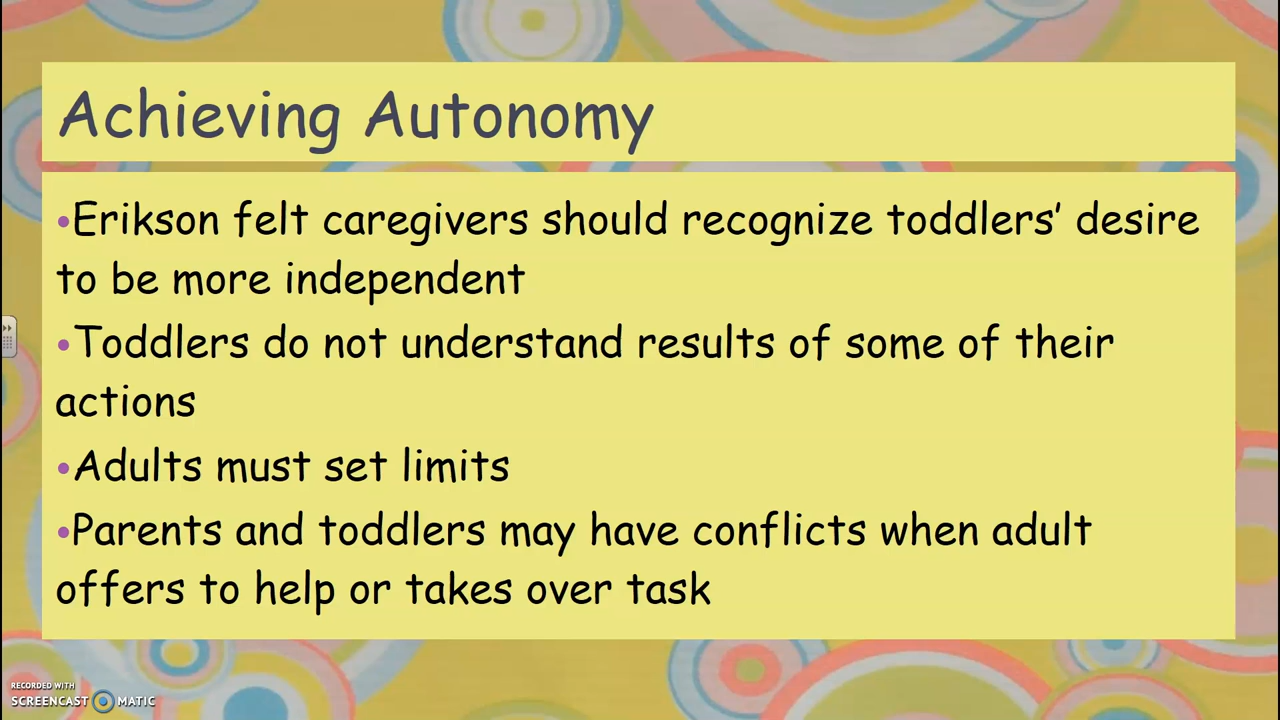 Achieving Autonomy
•Erikson felt caregivers should recognize toddlers’ desire
to be more independent
•Toddlers do not understand results of some of their
actions
•Adults must set limits
•Parents and toddlers may have conflicts when adult
offers to help or takes over task
RECORDED WITH
SCREENCAST MATIC